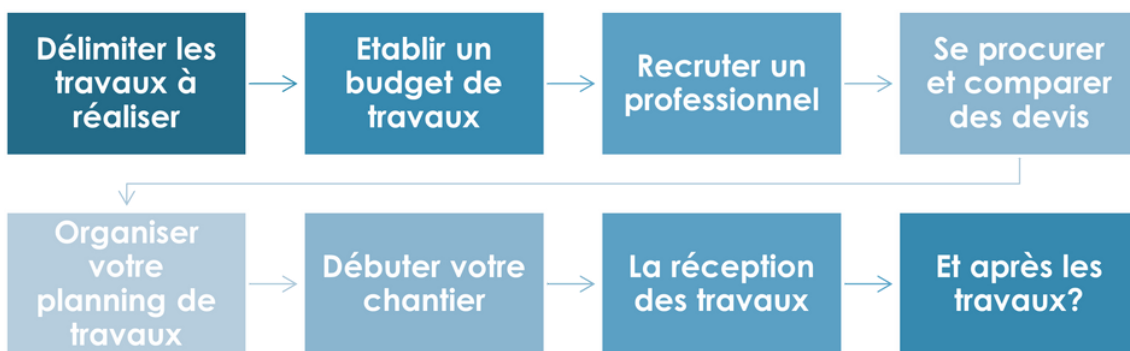 Délimiter les
travaux à
réaliser
Etablir un
budget de
travaux
Recruter un
professionnel
Se procurer
et comparer
des devis
Organiser
votre
planning de
travaux
Débuter votre
chantier
La réception
des travaux
Et après les
travaux?